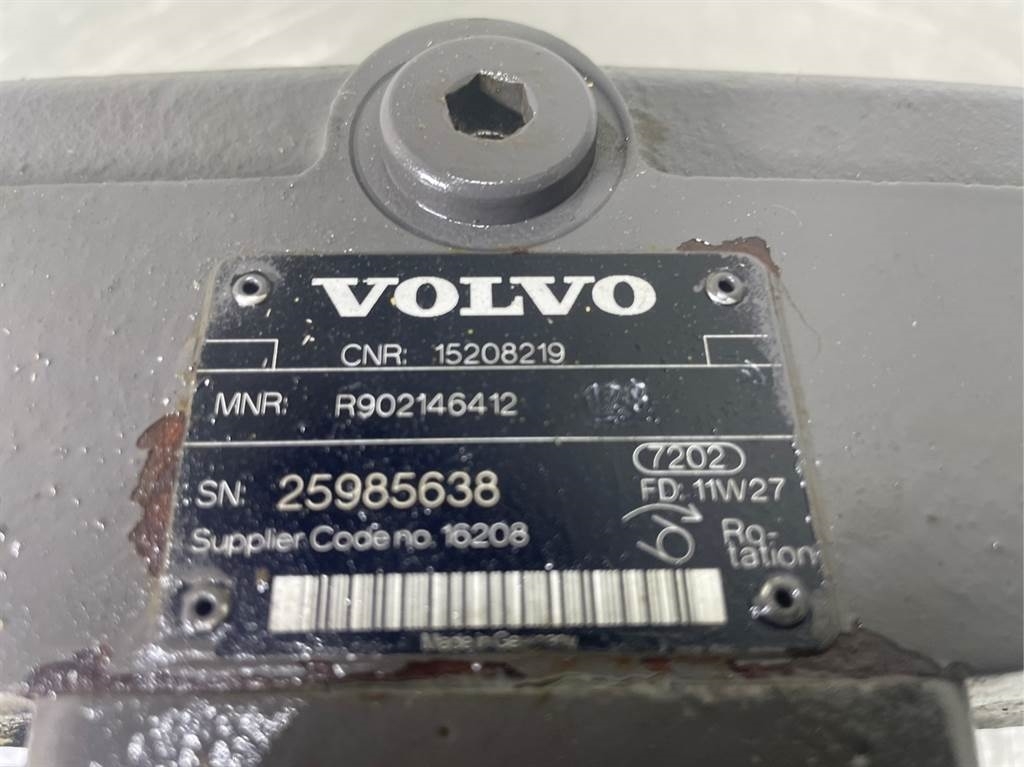 VOLVO
CNR: 15208219
MNR: R902146412
7202
SN: 25985638
FD: 11W27
Supplier Code no. 16208
Ro-
tation
Made in Germany